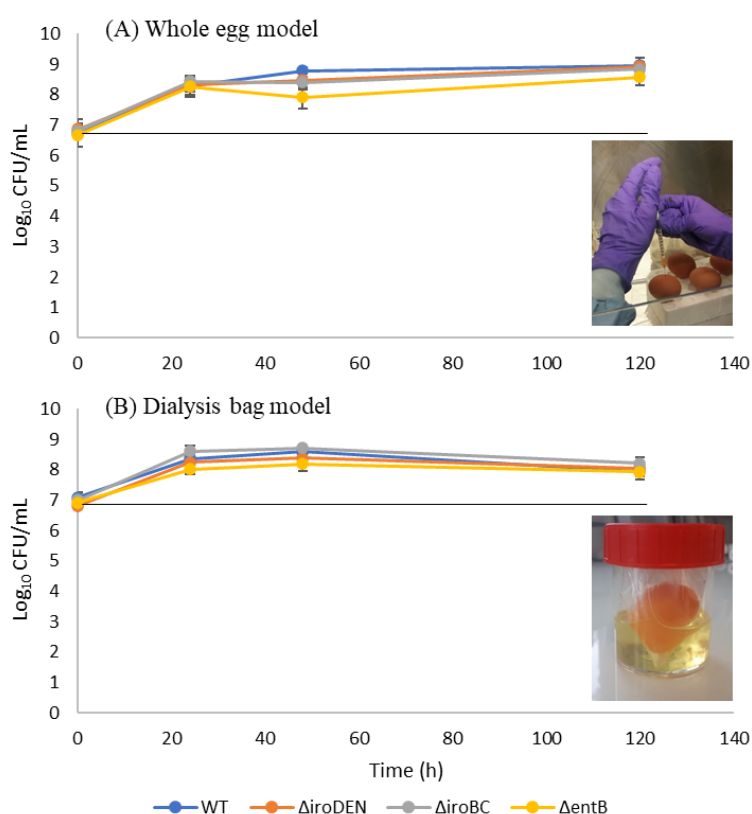 (A) Whole egg model
10
9
8
7
6
5
4
3
2
1
0
Log₁₀ CFU/mL
0 20 40 60 80 100 120 140
(B) Dialysis bag model
10
9
8
7
6
5
4
3
2
1
0
Log₁₀ CFU/mL
0 20 40 60 80 100 120 140
Time (h)
WT ΔiroDEN ΔiroBC ΔentB